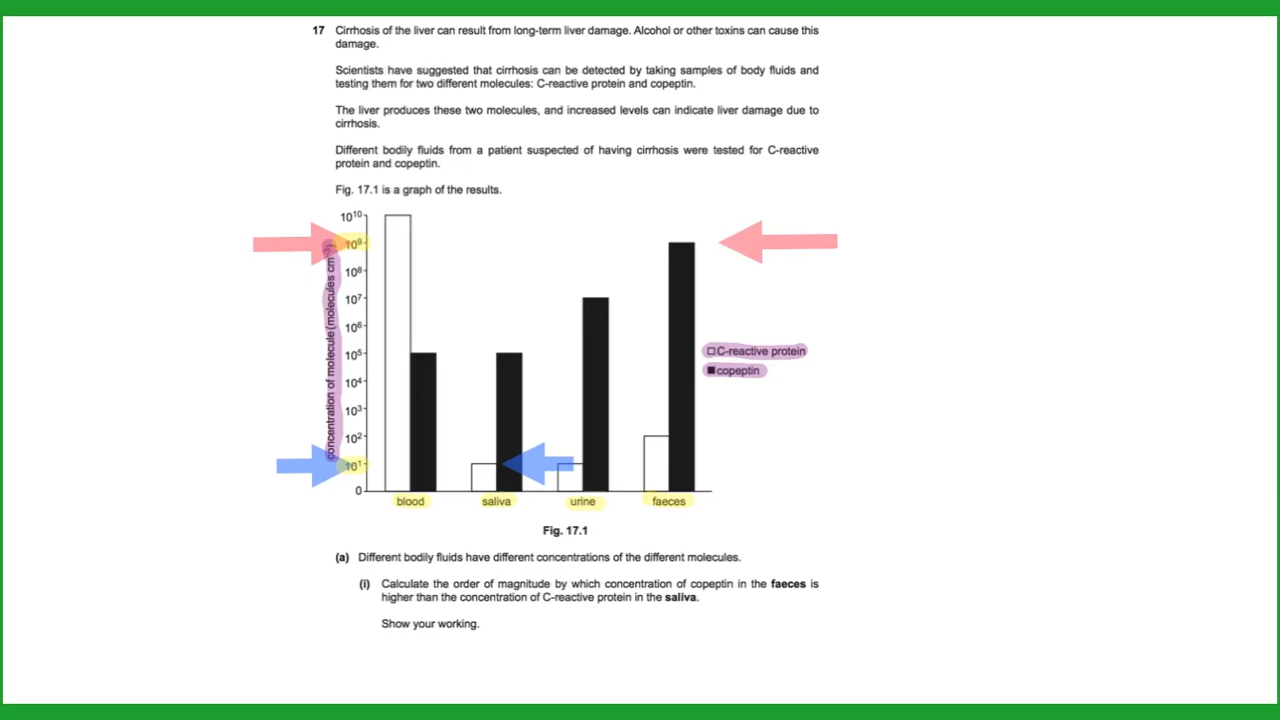 17 Cirrhosis of the liver can result from long-term liver damage. Alcohol or other toxins can cause this
damage.
Scientists have suggested that cirrhosis can be detected by taking samples of body fluids and
testing them for two different molecules: C-reactive protein and copeptin.
The liver produces these two molecules, and increased levels can indicate liver damage due to
cirrhosis.
Different bodily fluids from a patient suspected of having cirrhosis were tested for C-reactive
protein and copeptin.
Fig. 17.1 is a graph of the results.
concentration of molecule (molecules cm⁻³)
10¹⁰
10⁹
10⁸
10⁷
10⁶
10⁵
10⁴
10³
10²
10¹
0
C-reactive protein
copeptin
blood saliva urine faeces
Fig. 17.1
(a) Different bodily fluids have different concentrations of the different molecules.
(i) Calculate the order of magnitude by which concentration of copeptin in the faeces is
higher than the concentration of C-reactive protein in the saliva.
Show your working.